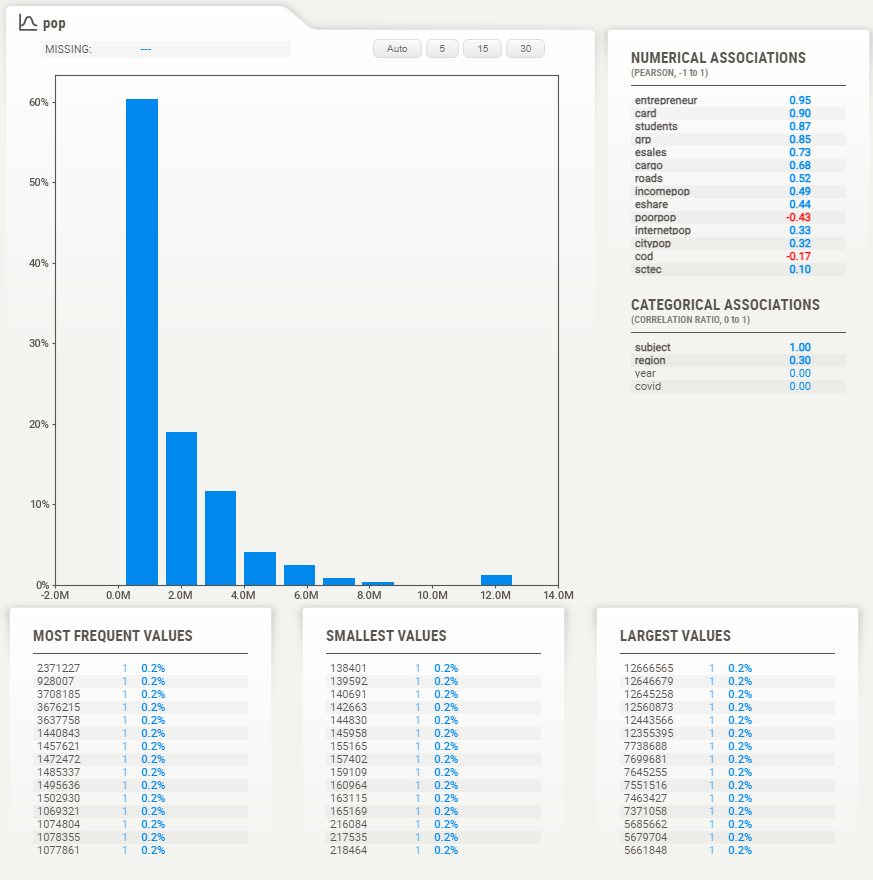 pop
MISSING: ---
Auto 5 15 30
60%
50%
40%
30%
20%
10%
0%
-2.0M 0.0M 2.0M 4.0M 6.0M 8.0M 10.0M 12.0M 14.0M
NUMERICAL ASSOCIATIONS
(PEARSON, -1 to 1)
entrepreneur 0.95
card 0.90
students 0.87
grp 0.85
esales 0.73
cargo 0.68
roads 0.52
incomepop 0.49
eshare 0.44
poorpop -0.43
internetpop 0.33
citypop 0.32
cod -0.17
sctec 0.10
CATEGORICAL ASSOCIATIONS
(CORRELATION RATIO, 0 to 1)
subject 1.00
region 0.30
year 0.00
covid 0.00
MOST FREQUENT VALUES
2371227 1 0.2%
928007 1 0.2%
3708185 1 0.2%
3676215 1 0.2%
3637758 1 0.2%
1440843 1 0.2%
1457621 1 0.2%
1472472 1 0.2%
1485337 1 0.2%
1495636 1 0.2%
1502930 1 0.2%
1069321 1 0.2%
1074804 1 0.2%
1078355 1 0.2%
1077861 1 0.2%
SMALLEST VALUES
138401 1 0.2%
139592 1 0.2%
140691 1 0.2%
142663 1 0.2%
144830 1 0.2%
145958 1 0.2%
155165 1 0.2%
157402 1 0.2%
159109 1 0.2%
160964 1 0.2%
163115 1 0.2%
165169 1 0.2%
216084 1 0.2%
217535 1 0.2%
218464 1 0.2%
LARGEST VALUES
12666565 1 0.2%
12646679 1 0.2%
12645258 1 0.2%
12560873 1 0.2%
12443566 1 0.2%
12355395 1 0.2%
7738688 1 0.2%
7699681 1 0.2%
7645255 1 0.2%
7551516 1 0.2%
7463427 1 0.2%
7371058 1 0.2%
5685662 1 0.2%
5679704 1 0.2%
5661848 1 0.2%